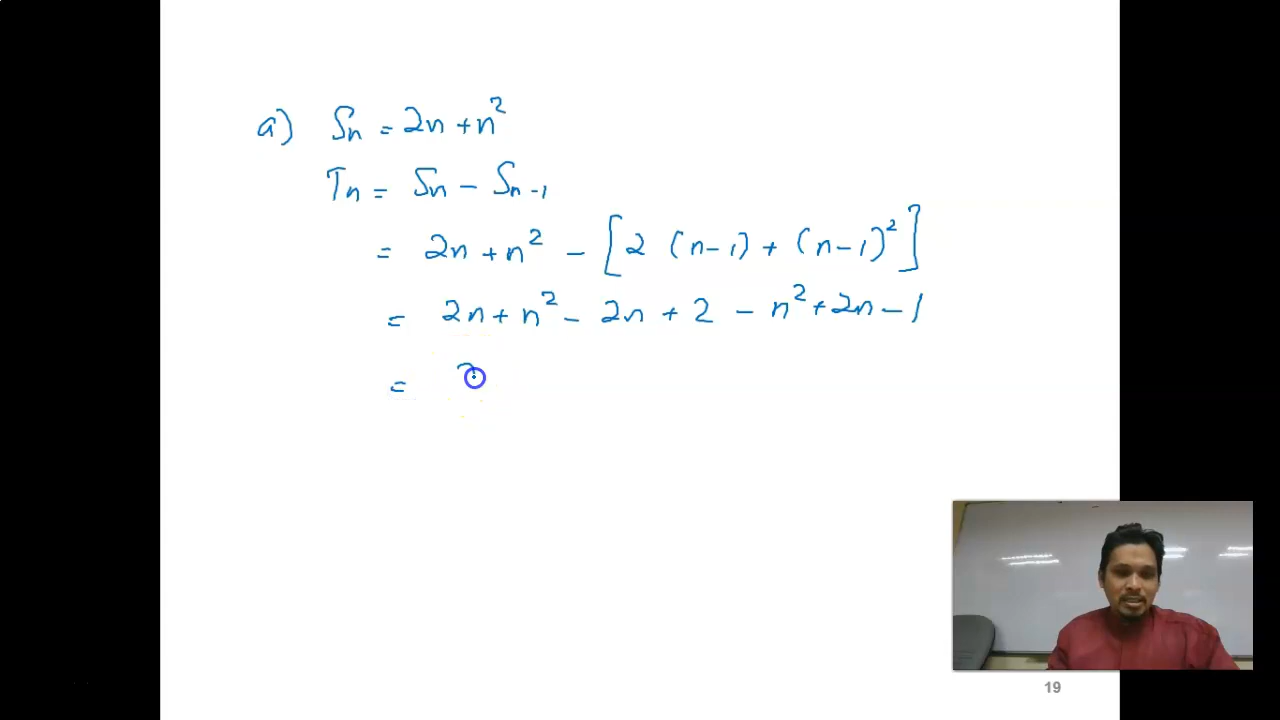 a) Sn = 2n + n²
Tn = Sn - Sn-1
= 2n + n² - [2 (n-1) + (n-1)²]
= 2n + n² - 2n + 2 - n² + 2n - 1
=
19